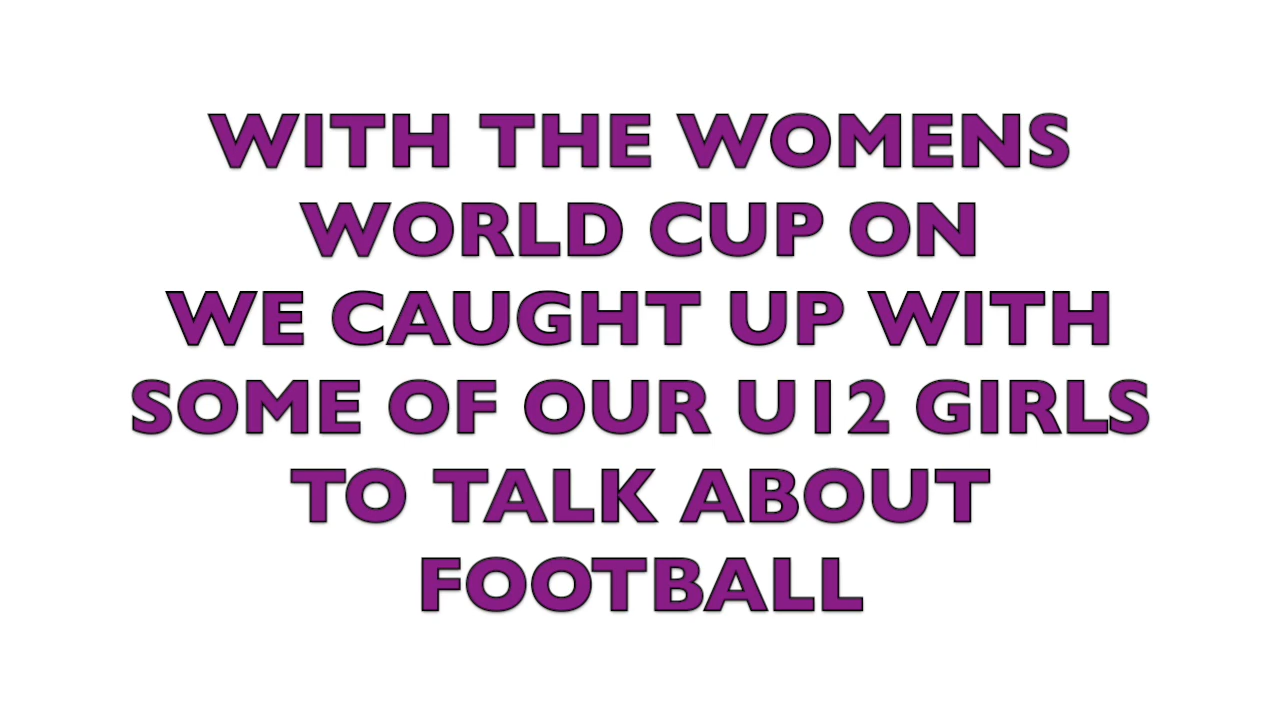 WITH THE WOMENS
WORLD CUP ON
WE CAUGHT UP WITH
SOME OF OUR U12 GIRLS
TO TALK ABOUT
FOOTBALL